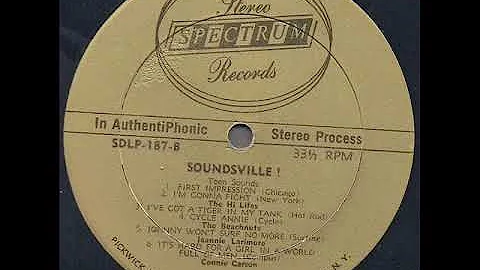 Stereo
SPECTRUM
Records
In AuthentiPhonic Stereo Process
SDLP-187-B 33⅓ RPM
SOUNDSVILLE !
Teen Sounds
1. FIRST IMPRESSION (Chicago)
2. I'M GONNA FIGHT (New York)
The Hi Lifes
3. I'VE GOT A TIGER IN MY TANK (Hot Rod)
4. CYCLE ANNIE (Cycle)
The Beachnuts
5. JOHNNY WON'T SURF NO MORE (Surfing)
Jeannie Larimore
6. IT'S HARD FOR A GIRL IN A WORLD
FULL OF MEN (Campus)
Connie Carson
PICKWICK N.Y.